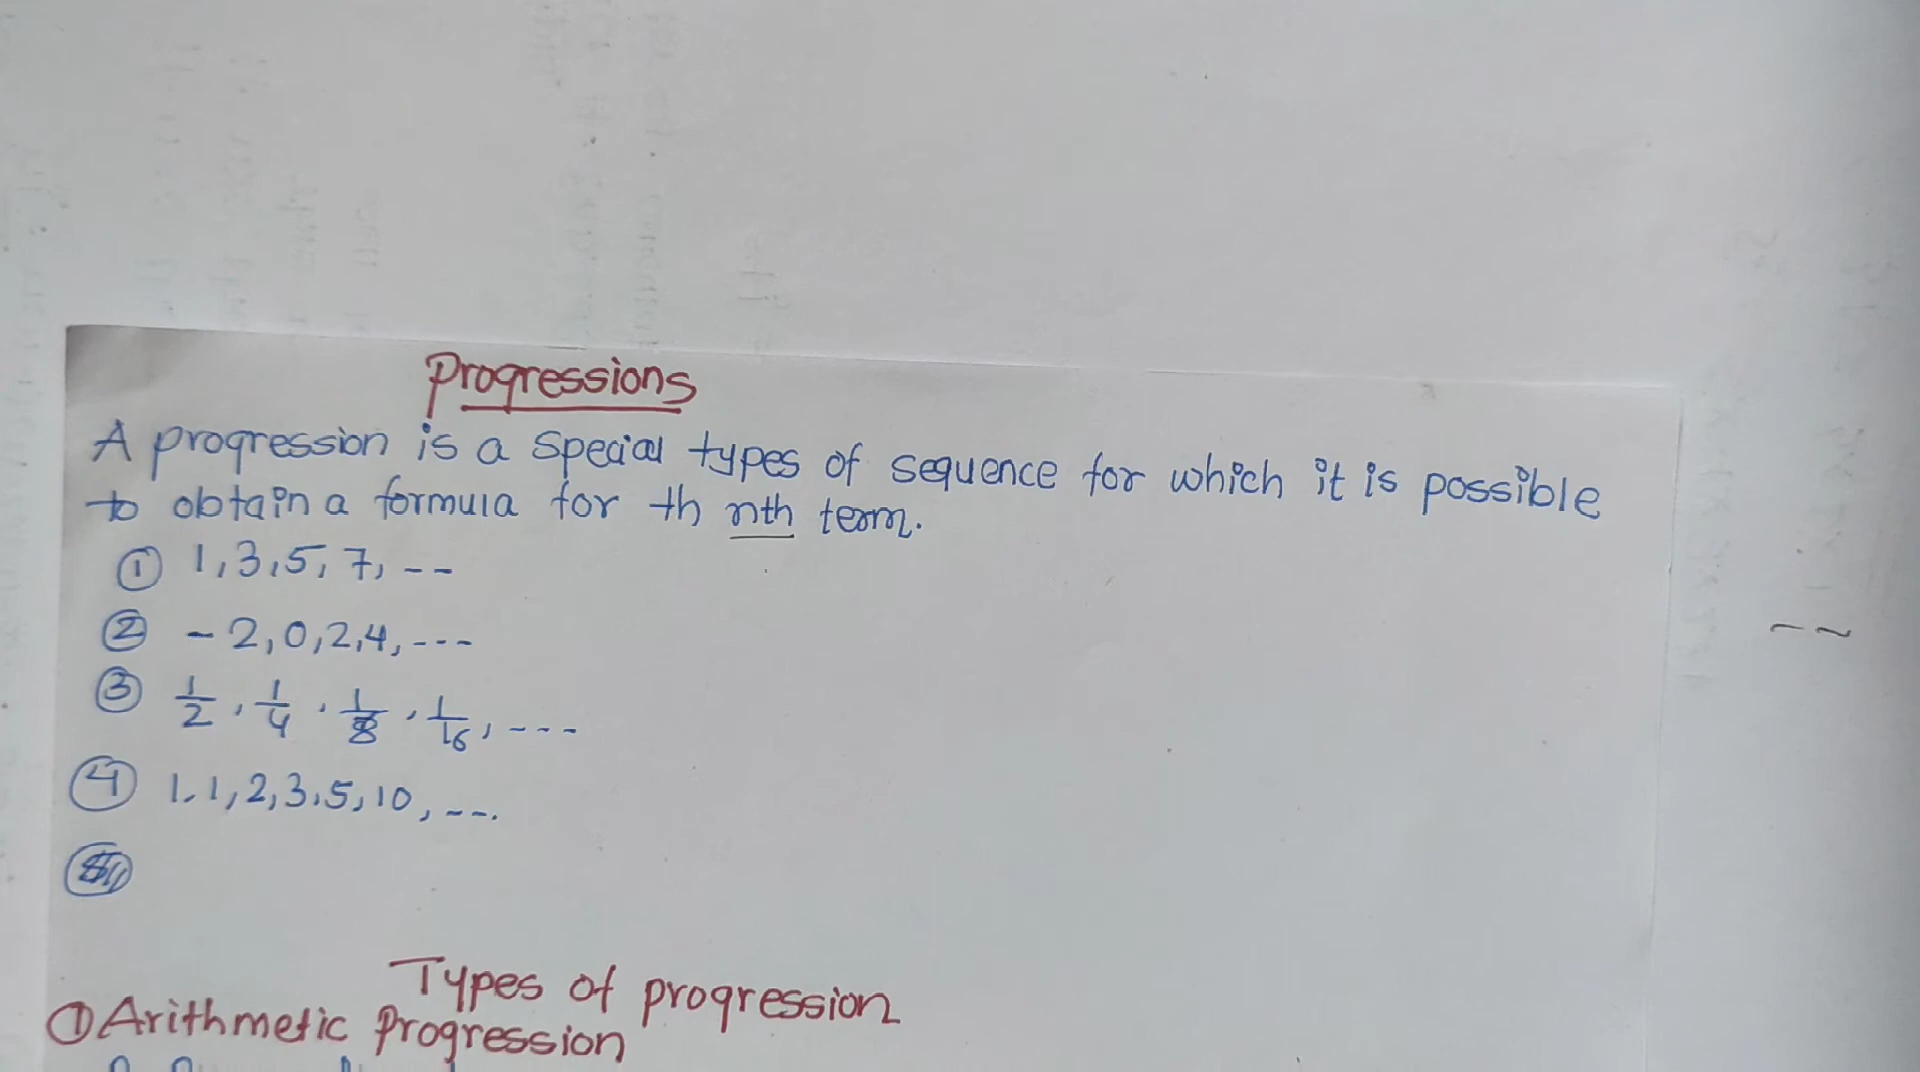 Progressions
A progression is a special types of sequence for which it is possible
to obtain a formula for th nth term.
① 1,3,5,7, --
② -2,0,2,4, ---
③ 1/2, 1/4, 1/8, 1/16, ----
④ 1,1,2,3,5,10, ---.
Types of progression
① Arithmetic Progression